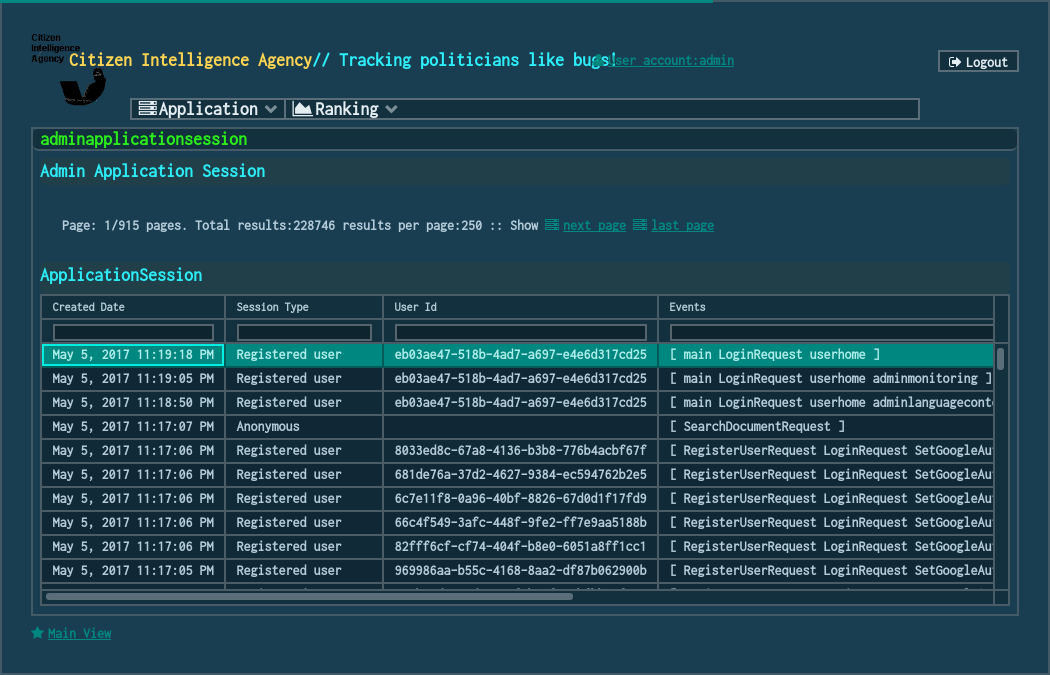 Citizen
Intelligence
Agency
Citizen Intelligence Agency// Tracking politicians like bugs!
User account:admin
Logout
Application Ranking
adminapplicationsession
Admin Application Session
Page: 1/915 pages. Total results:228746 results per page:250 :: Show next page last page
ApplicationSession
Created Date Session Type User Id Events
May 5, 2017 11:19:18 PM Registered user eb03ae47-518b-4ad7-a697-e4e6d317cd25 [ main LoginRequest userhome ]
May 5, 2017 11:19:05 PM Registered user eb03ae47-518b-4ad7-a697-e4e6d317cd25 [ main LoginRequest userhome adminmonitoring ]
May 5, 2017 11:18:50 PM Registered user eb03ae47-518b-4ad7-a697-e4e6d317cd25 [ main LoginRequest userhome adminlanguageconte
May 5, 2017 11:17:07 PM Anonymous [ SearchDocumentRequest ]
May 5, 2017 11:17:06 PM Registered user 8033ed8c-67a8-4136-b3b8-776b4acbf67f [ RegisterUserRequest LoginRequest SetGoogleAu
May 5, 2017 11:17:06 PM Registered user 681de76a-37d2-4627-9384-ec594762b2e5 [ RegisterUserRequest LoginRequest SetGoogleAu
May 5, 2017 11:17:06 PM Registered user 6c7e11f8-0a96-40bf-8826-67d0d1f17fd9 [ RegisterUserRequest LoginRequest SetGoogleAu
May 5, 2017 11:17:06 PM Registered user 66c4f549-3afc-448f-9fe2-ff7e9aa5188b [ RegisterUserRequest LoginRequest SetGoogleAu
May 5, 2017 11:17:06 PM Registered user 82fff6cf-cf74-404f-b8e0-6051a8ff1cc1 [ RegisterUserRequest LoginRequest SetGoogleAu
May 5, 2017 11:17:05 PM Registered user 969986aa-b55c-4168-8aa2-df87b062900b [ RegisterUserRequest LoginRequest SetGoogleAu
Main View